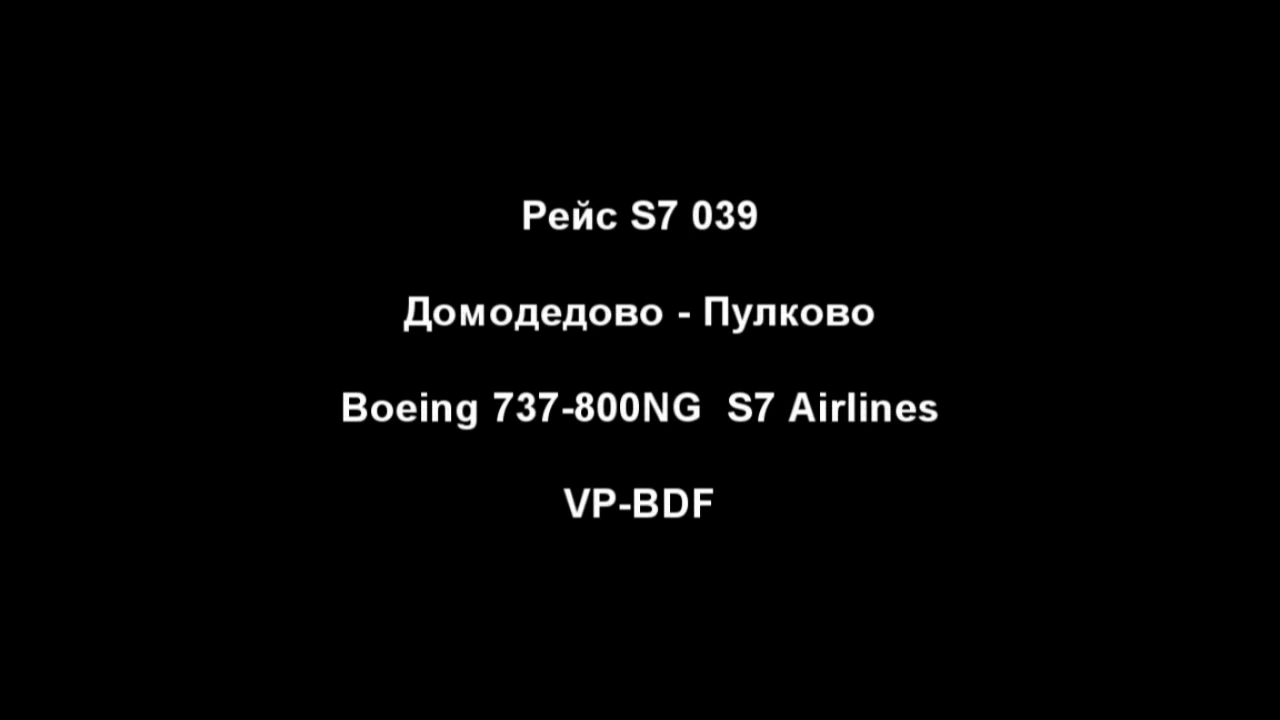 Рейс S7 039
Домодедово - Пулково
Boeing 737-800NG  S7 Airlines
VP-BDF